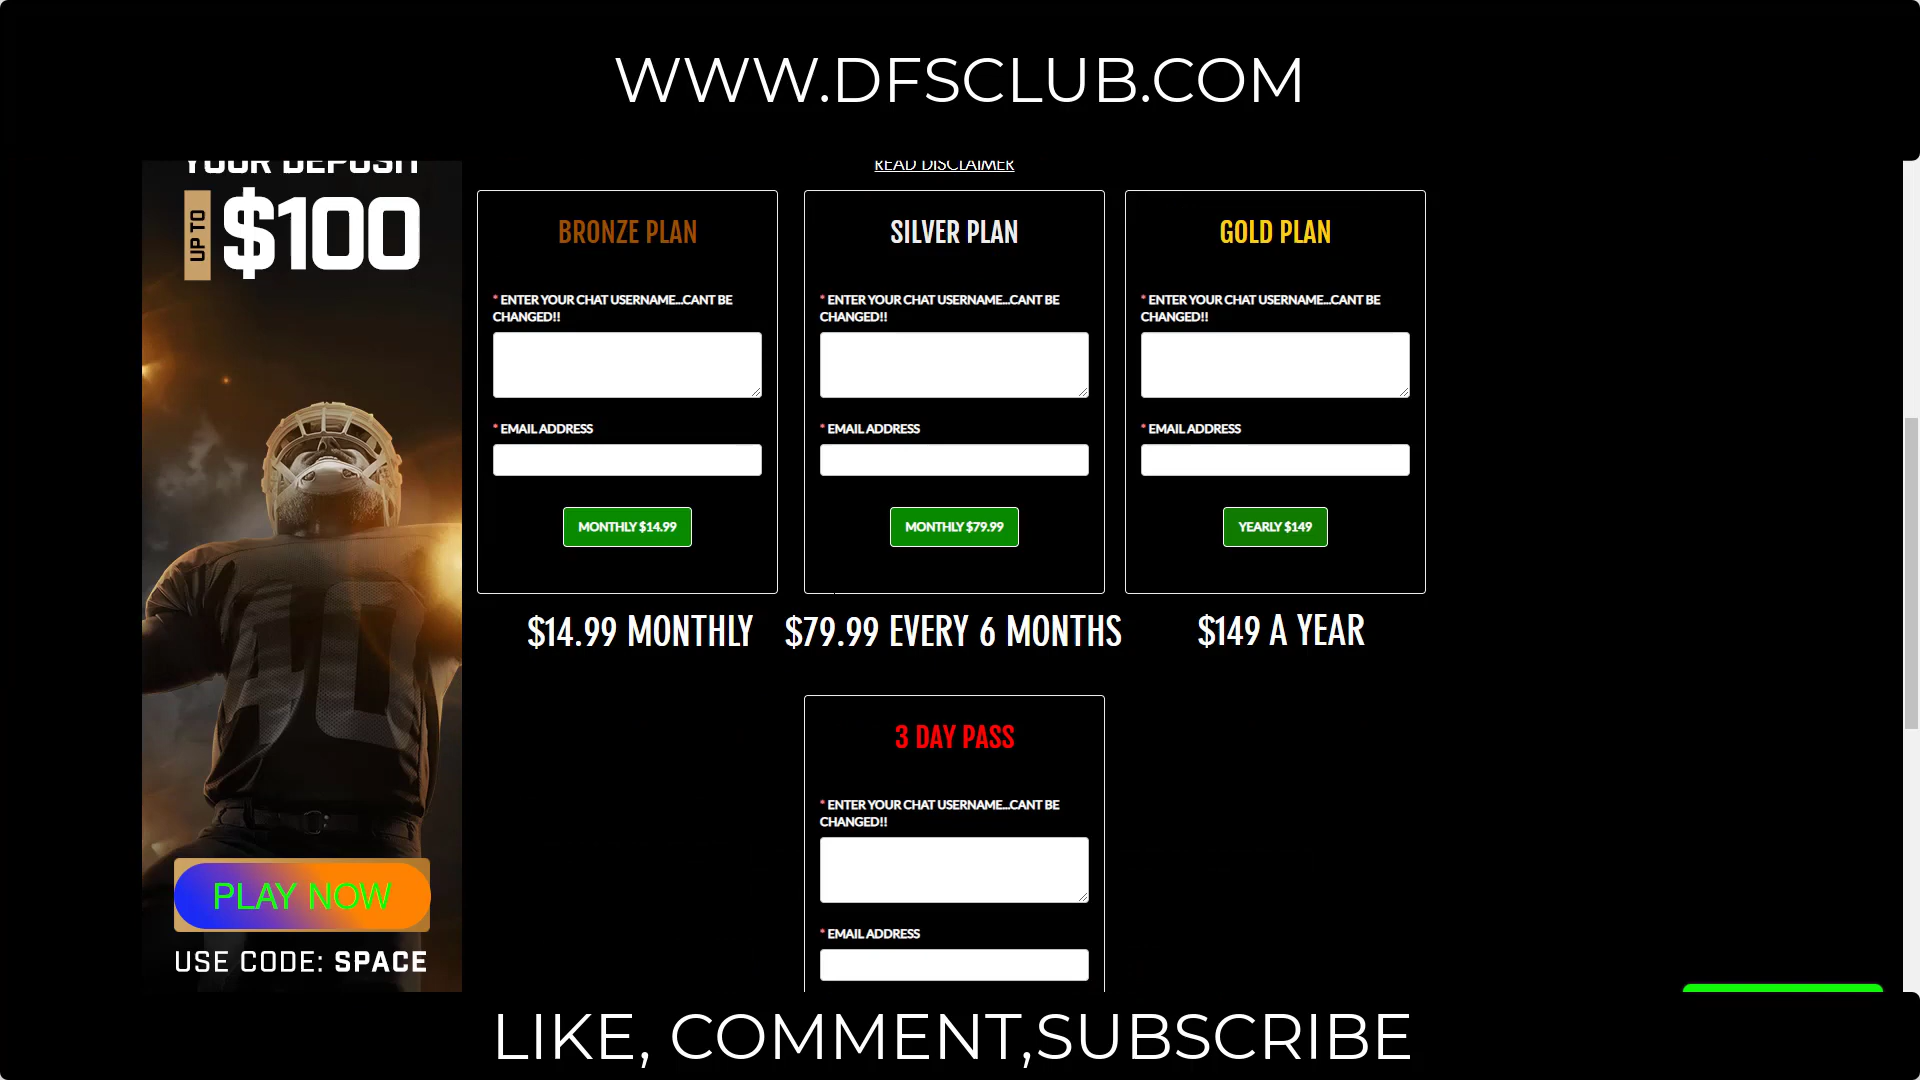 WWW.DFSCLUB.COM
YOUR DEPOSIT
UP TO $100
READ DISCLAIMER
BRONZE PLAN
* ENTER YOUR CHAT USERNAME...CANT BE
CHANGED!!
* EMAIL ADDRESS
MONTHLY $14.99
$14.99 MONTHLY
SILVER PLAN
* ENTER YOUR CHAT USERNAME...CANT BE
CHANGED!!
* EMAIL ADDRESS
MONTHLY $79.99
$79.99 EVERY 6 MONTHS
GOLD PLAN
* ENTER YOUR CHAT USERNAME...CANT BE
CHANGED!!
* EMAIL ADDRESS
YEARLY $149
$149 A YEAR
3 DAY PASS
* ENTER YOUR CHAT USERNAME...CANT BE
CHANGED!!
* EMAIL ADDRESS
PLAY NOW
USE CODE: SPACE
LIKE, COMMENT,SUBSCRIBE